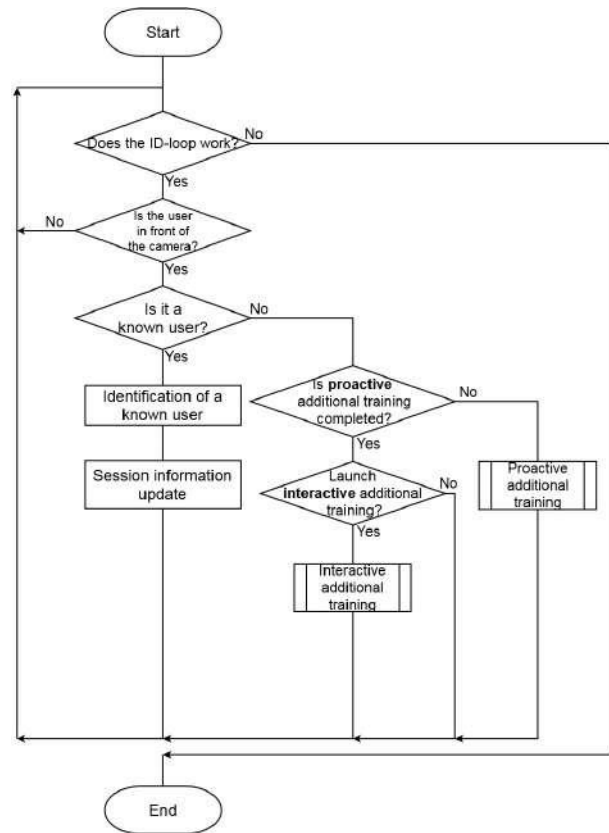 Start
Does the ID-loop work?
No
Yes
Is the user
in front of
the camera?
No
Yes
Is it a
known user?
No
Yes
Identification of a
known user
Is proactive
additional training
completed?
No
Yes
Session information
update
Launch
interactive additional
training?
No
Yes
Proactive
additional
training
Interactive
additional
training
End